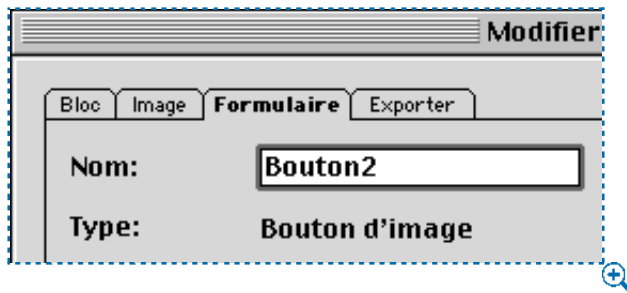 Modifier
Bloc Image Formulaire Exporter
Nom: Bouton2
Type: Bouton d'image